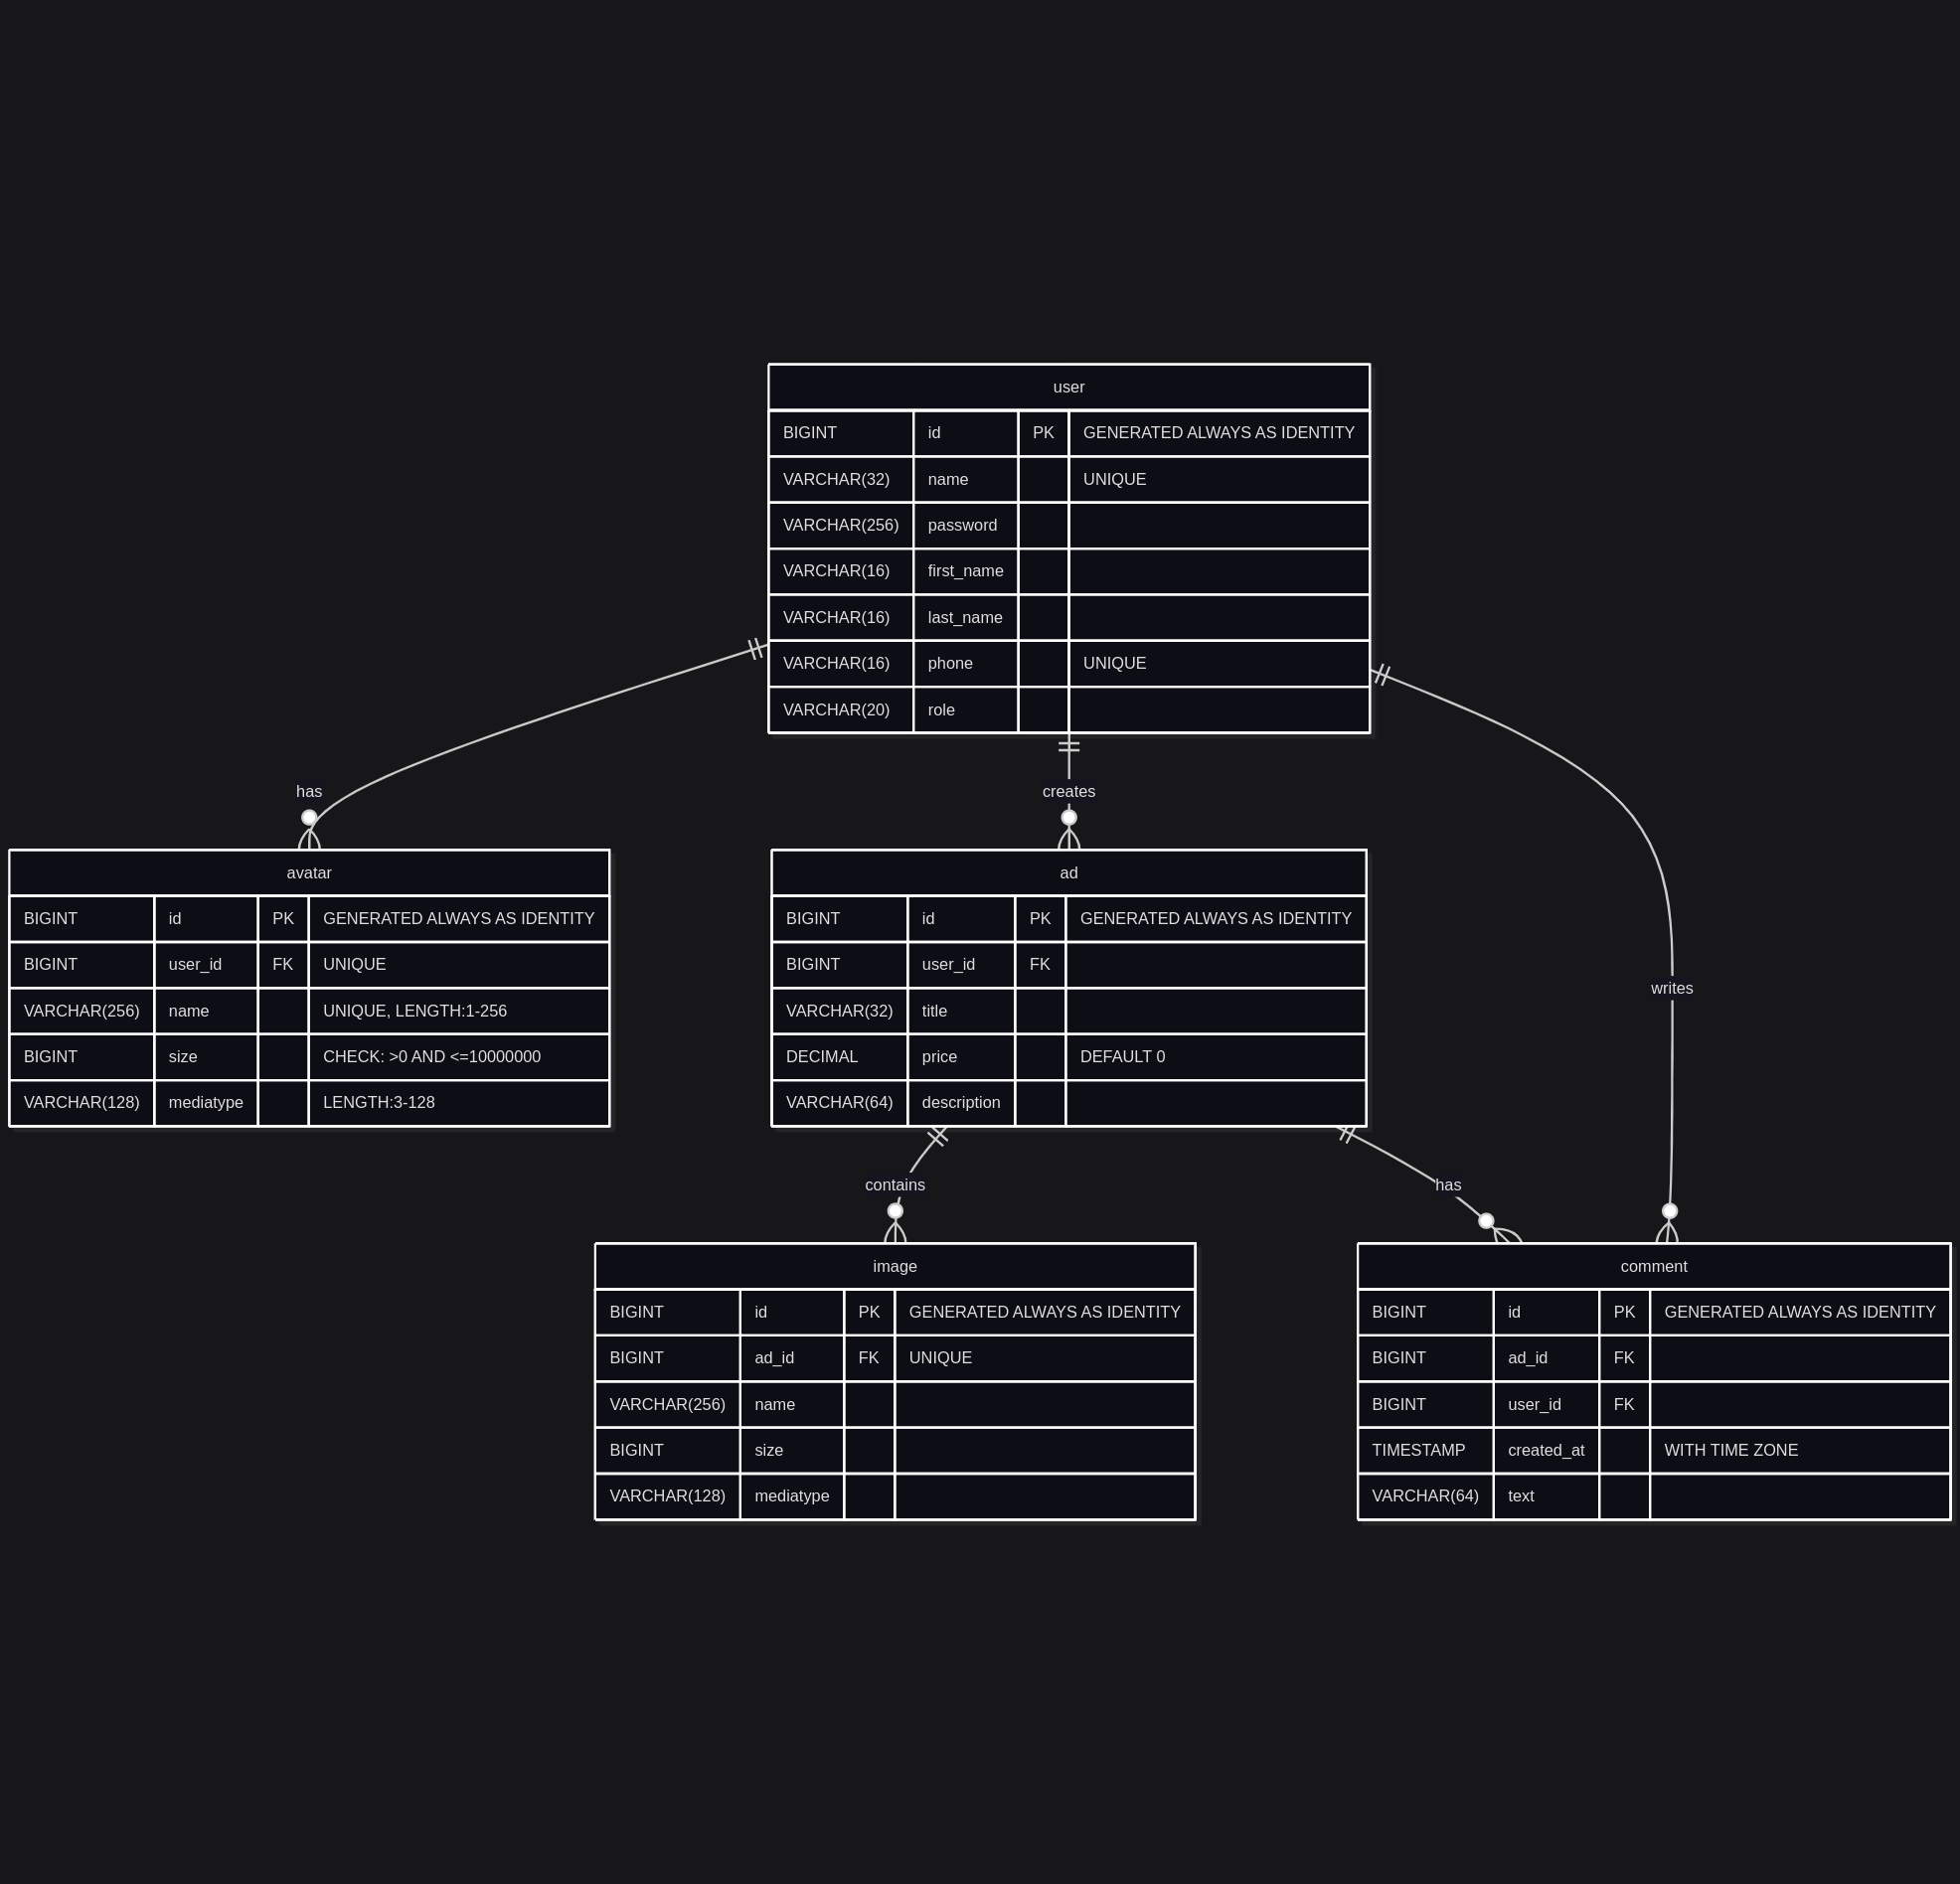 user
BIGINT id PK GENERATED ALWAYS AS IDENTITY
VARCHAR(32) name UNIQUE
VARCHAR(256) password
VARCHAR(16) first_name
VARCHAR(16) last_name
VARCHAR(16) phone UNIQUE
VARCHAR(20) role
has
creates
writes
avatar
BIGINT id PK GENERATED ALWAYS AS IDENTITY
BIGINT user_id FK UNIQUE
VARCHAR(256) name UNIQUE, LENGTH:1-256
BIGINT size CHECK: >0 AND <=10000000
VARCHAR(128) mediatype LENGTH:3-128
ad
BIGINT id PK GENERATED ALWAYS AS IDENTITY
BIGINT user_id FK
VARCHAR(32) title
DECIMAL price DEFAULT 0
VARCHAR(64) description
contains
has
image
BIGINT id PK GENERATED ALWAYS AS IDENTITY
BIGINT ad_id FK UNIQUE
VARCHAR(256) name
BIGINT size
VARCHAR(128) mediatype
comment
BIGINT id PK GENERATED ALWAYS AS IDENTITY
BIGINT ad_id FK
BIGINT user_id FK
TIMESTAMP created_at WITH TIME ZONE
VARCHAR(64) text